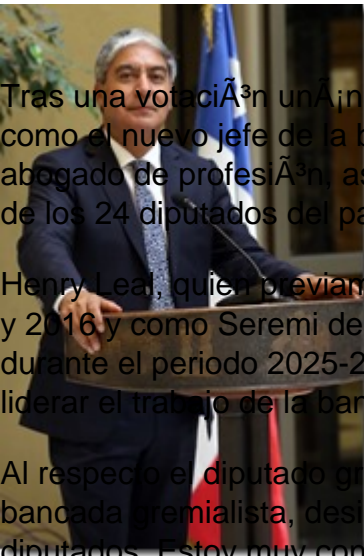 Tras una votaciÃ³n unÃ¡n
como el nuevo jefe de la b
abogado de profesiÃ³n, as
de los 24 diputados del pa
Henry Leal, quien previam
y 2016 y como Seremi de
durante el periodo 2025-2
liderar el trabajo de la ban
Al respecto el diputado gr
bancada gremialista, desi
diputados. Estoy muy con